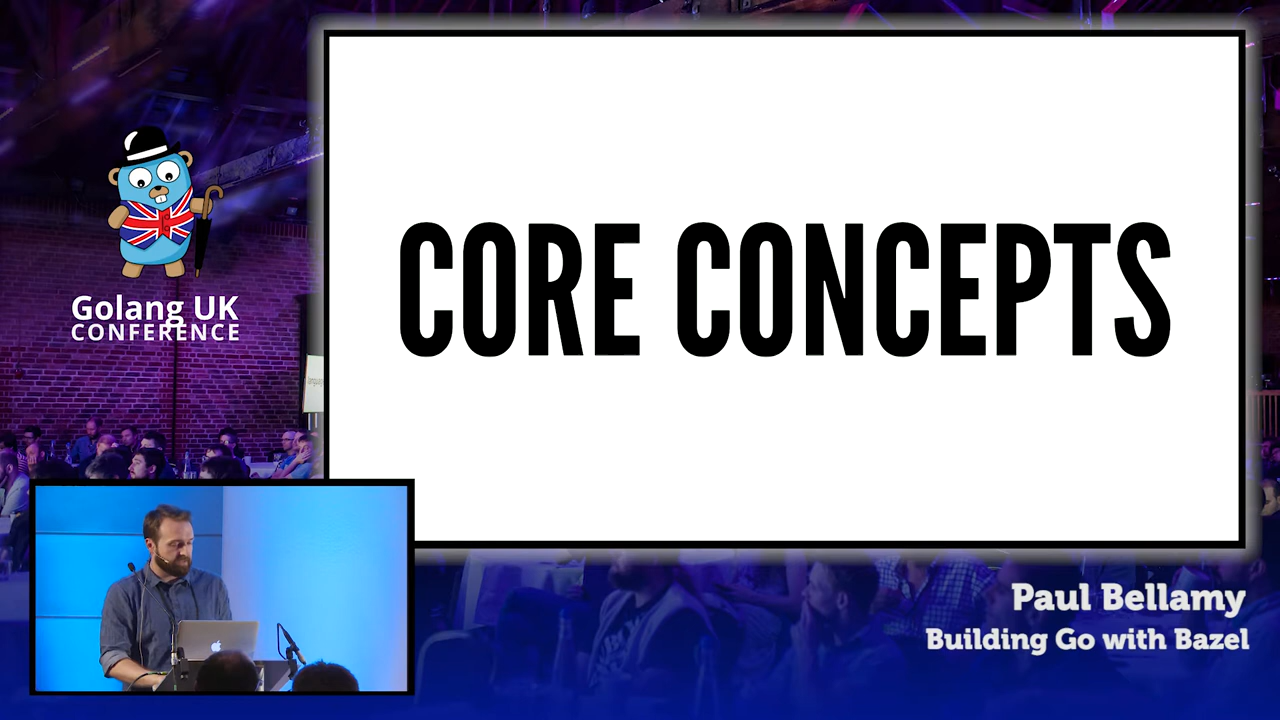 Golang UK
CONFERENCE
CORE CONCEPTS
Paul Bellamy
Building Go with Bazel